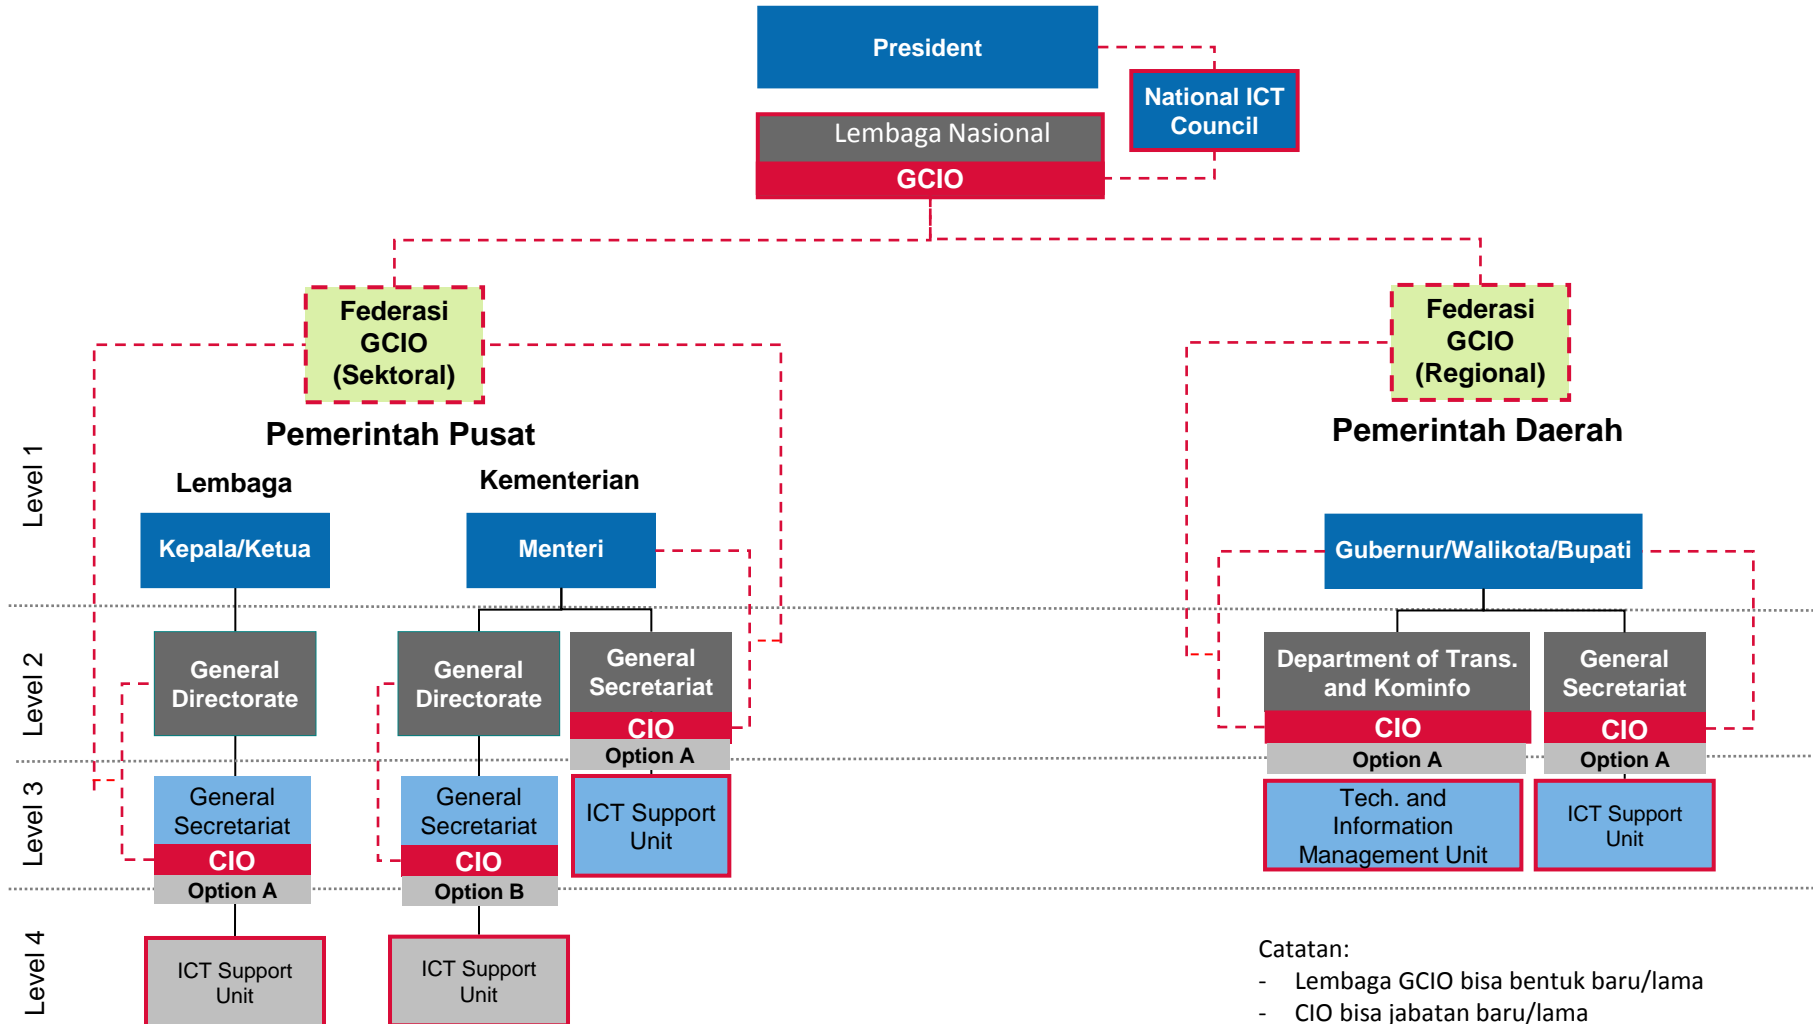 President
National ICT
Council
Lembaga Nasional
GCIO
Federasi
GCIO
(Sektoral)
Federasi
GCIO
(Regional)
Pemerintah Pusat
Pemerintah Daerah
Level 1
Lembaga
Kementerian
Kepala/Ketua
Menteri
Gubernur/Walikota/Bupati
Level 2
General
Directorate
General
Directorate
General
Secretariat
CIO
Option A
Department of Trans.
and Kominfo
CIO
Option A
General
Secretariat
CIO
Option A
Level 3
General
Secretariat
CIO
Option A
General
Secretariat
CIO
Option B
ICT Support
Unit
Tech. and
Information
Management Unit
ICT Support
Unit
Level 4
ICT Support
Unit
ICT Support
Unit
Catatan:
- Lembaga GCIO bisa bentuk baru/lama
- CIO bisa jabatan baru/lama